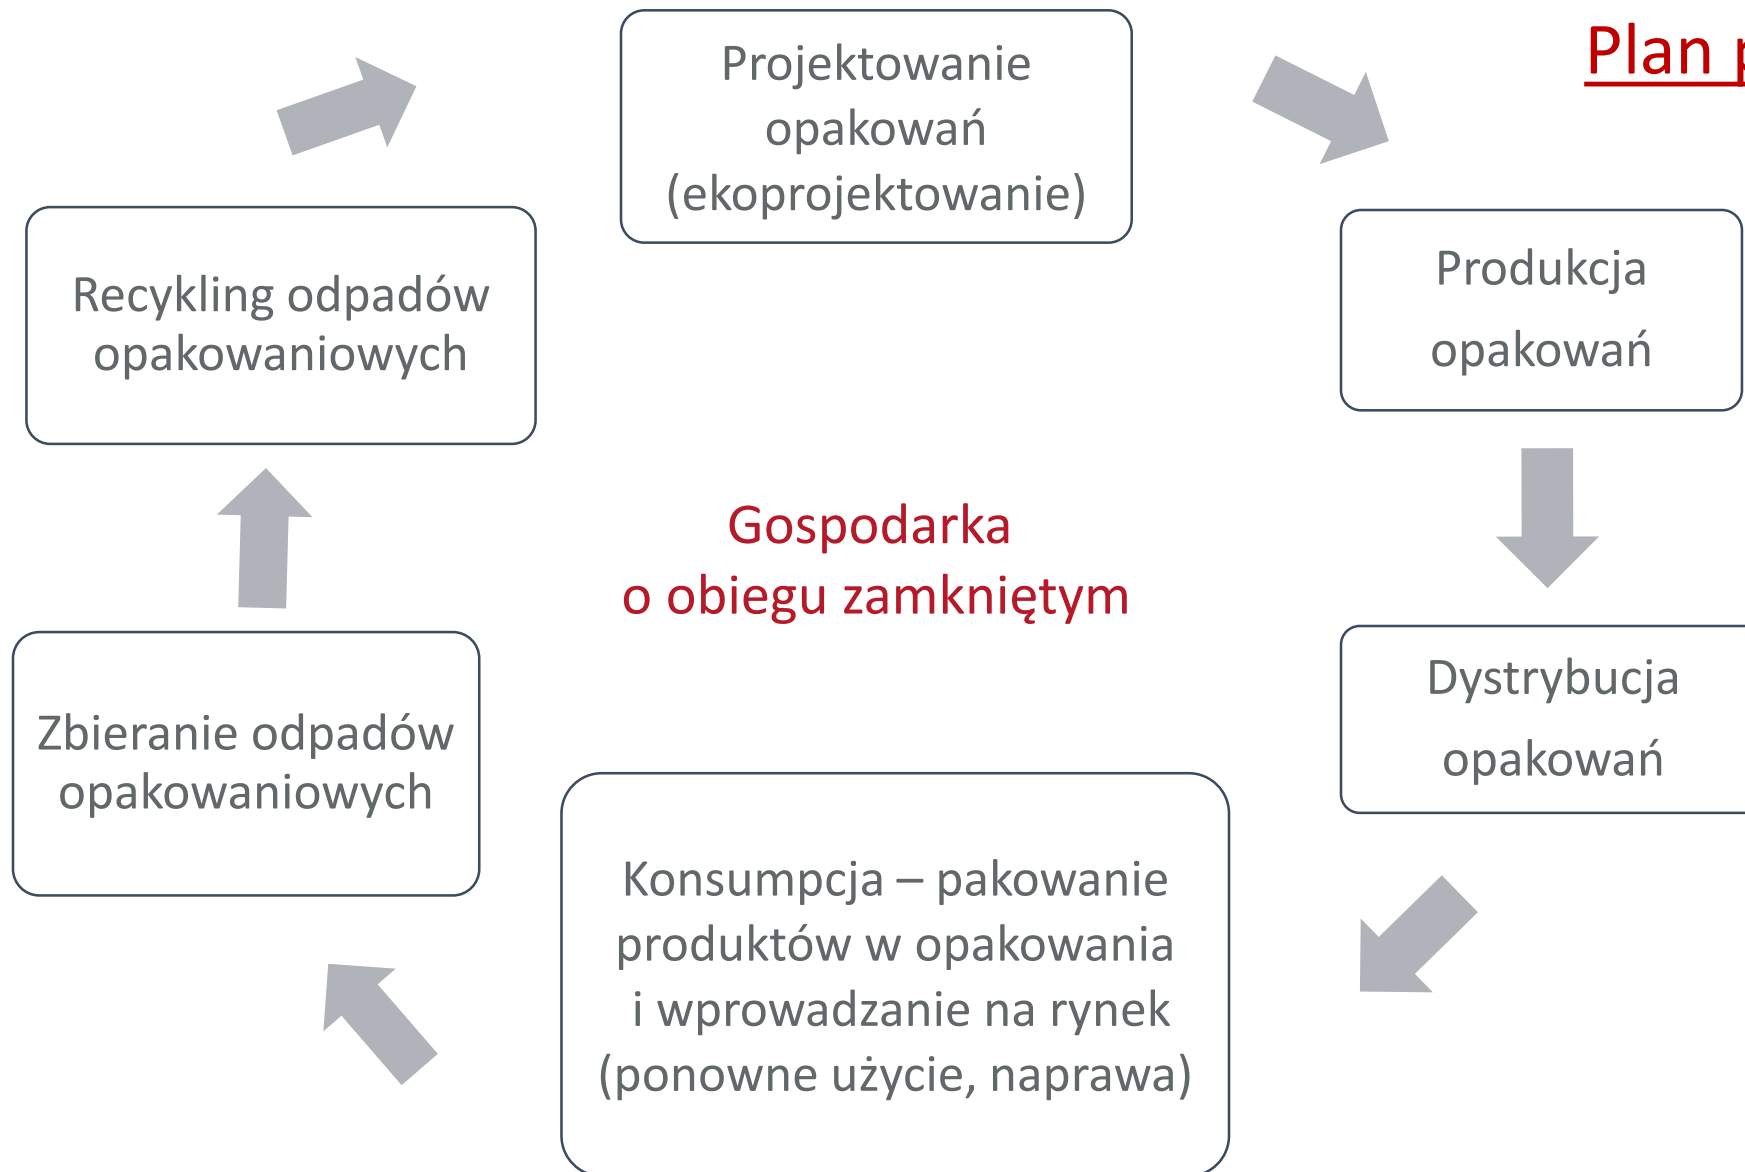 Projektowanie
opakowań
(ekoprojektowanie)
Plan
Produkcja
opakowań
Dystrybucja
opakowań
Konsumpcja – pakowanie
produktów w opakowania
i wprowadzanie na rynek
(ponowne użycie, naprawa)
Zbieranie odpadów
opakowaniowych
Recykling odpadów
opakowaniowych
Gospodarka
o obiegu zamkniętym